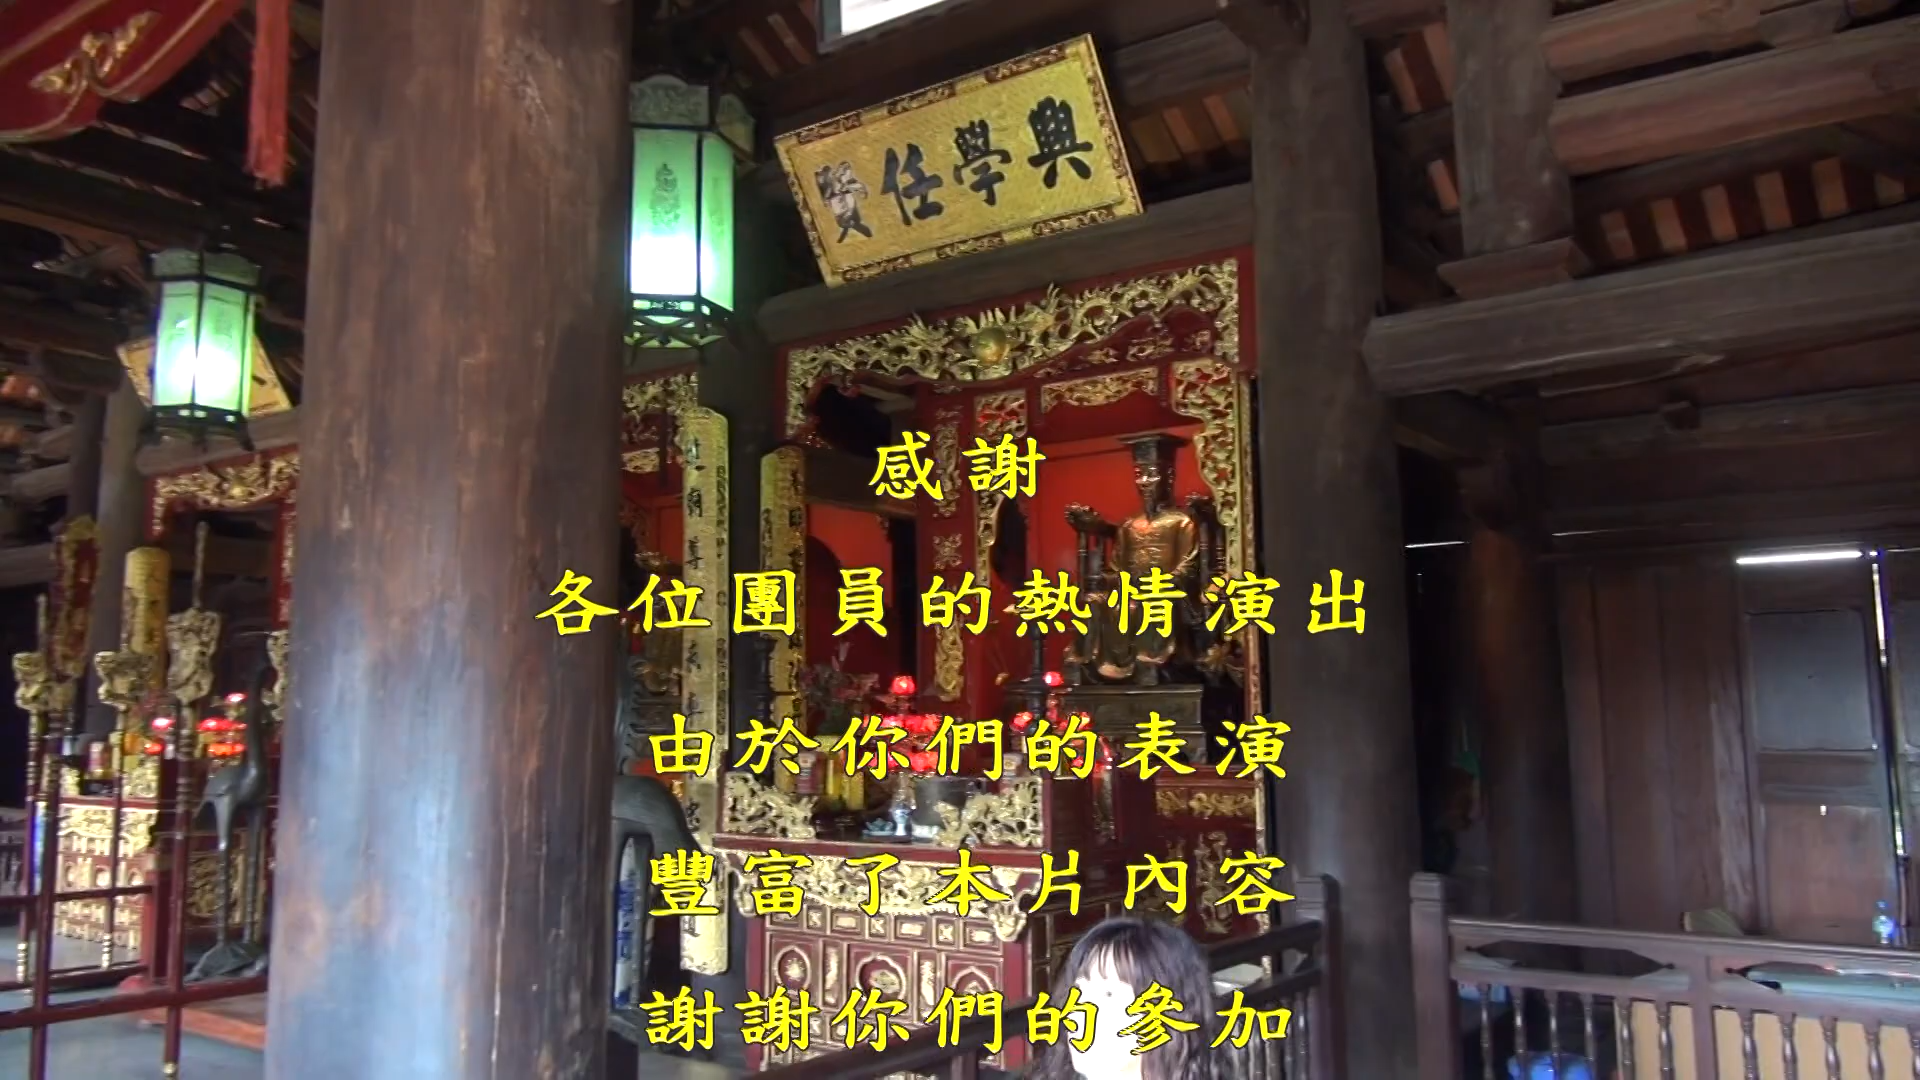 興學任賢
感謝
各位團員的熱情演出
由於你們的表演
豐富了本片內容
謝謝你們的參加